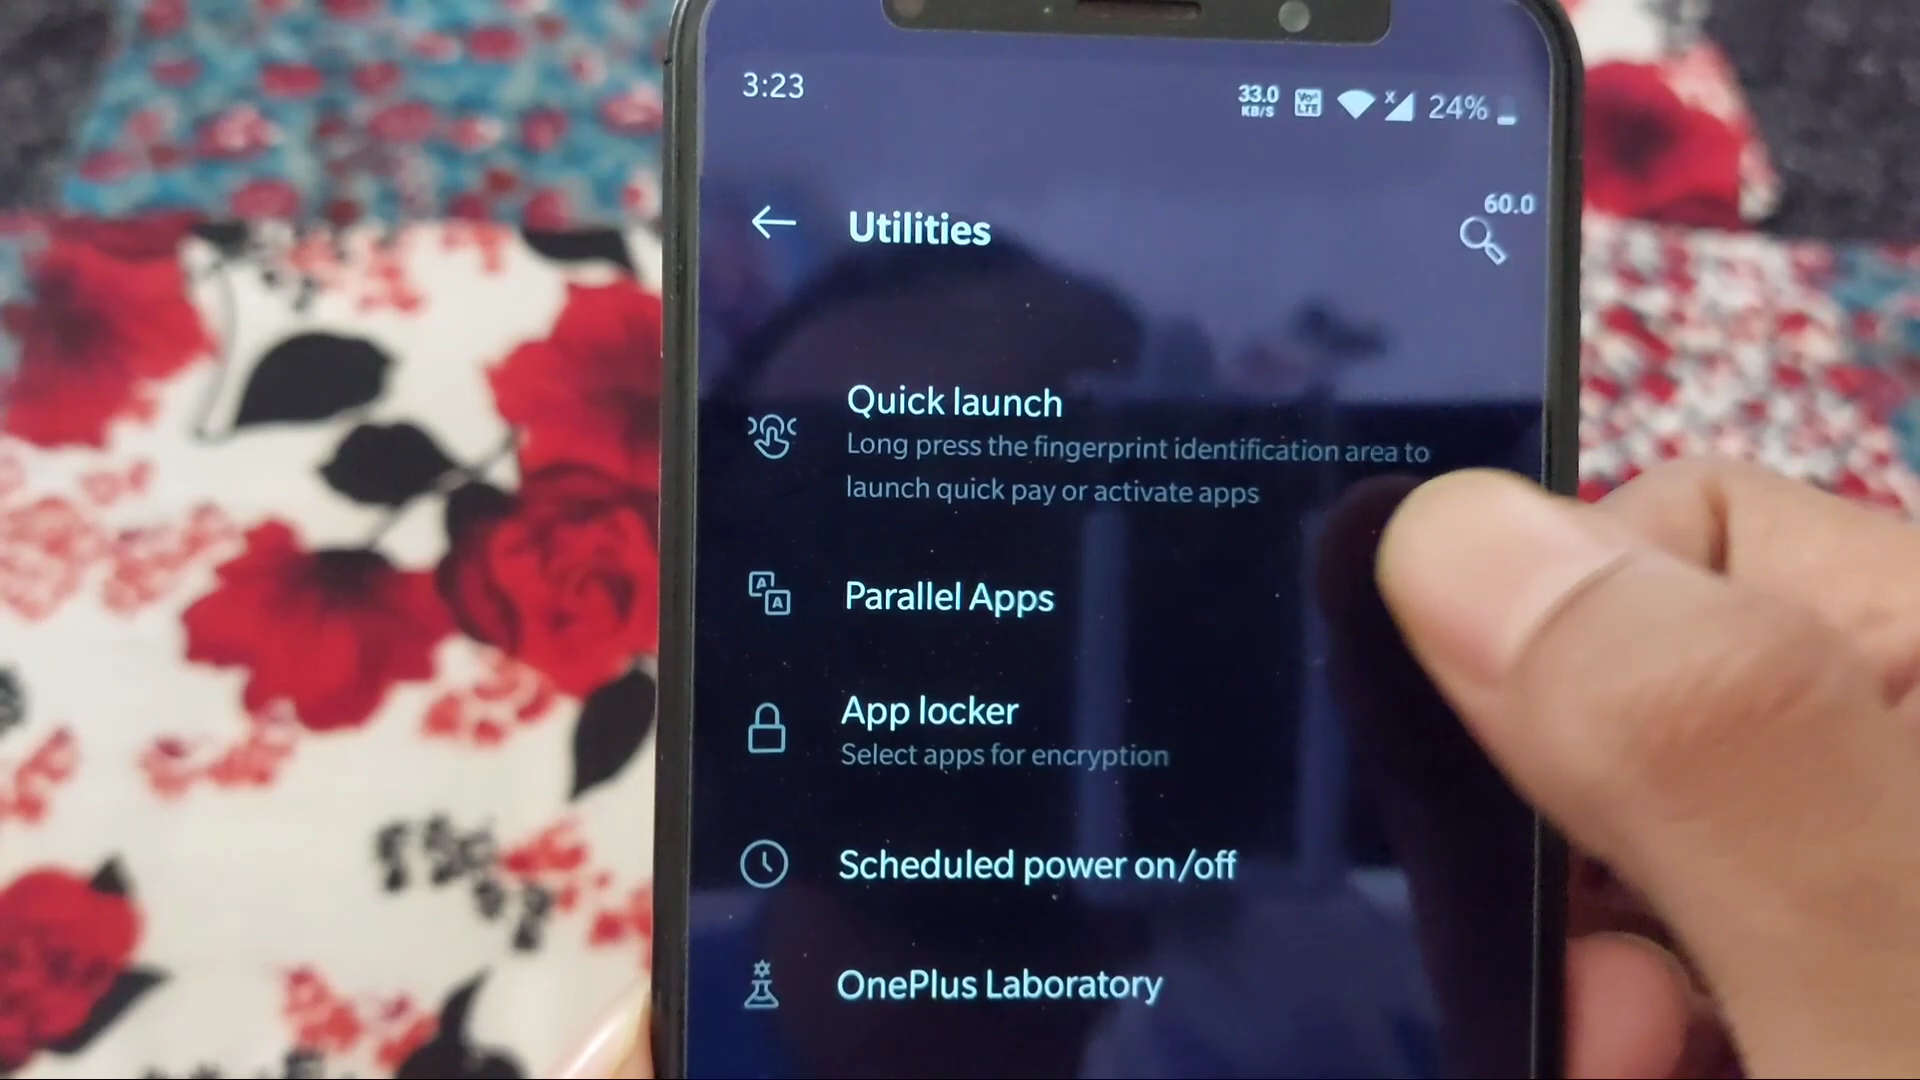 3:23
33.0
KB/S
Vo))
LTE
x
24%
60.0
Utilities
Quick launch
Long press the fingerprint identification area to
launch quick pay or activate apps
A
A
Parallel Apps
App locker
Select apps for encryption
Scheduled power on/off
OnePlus Laboratory